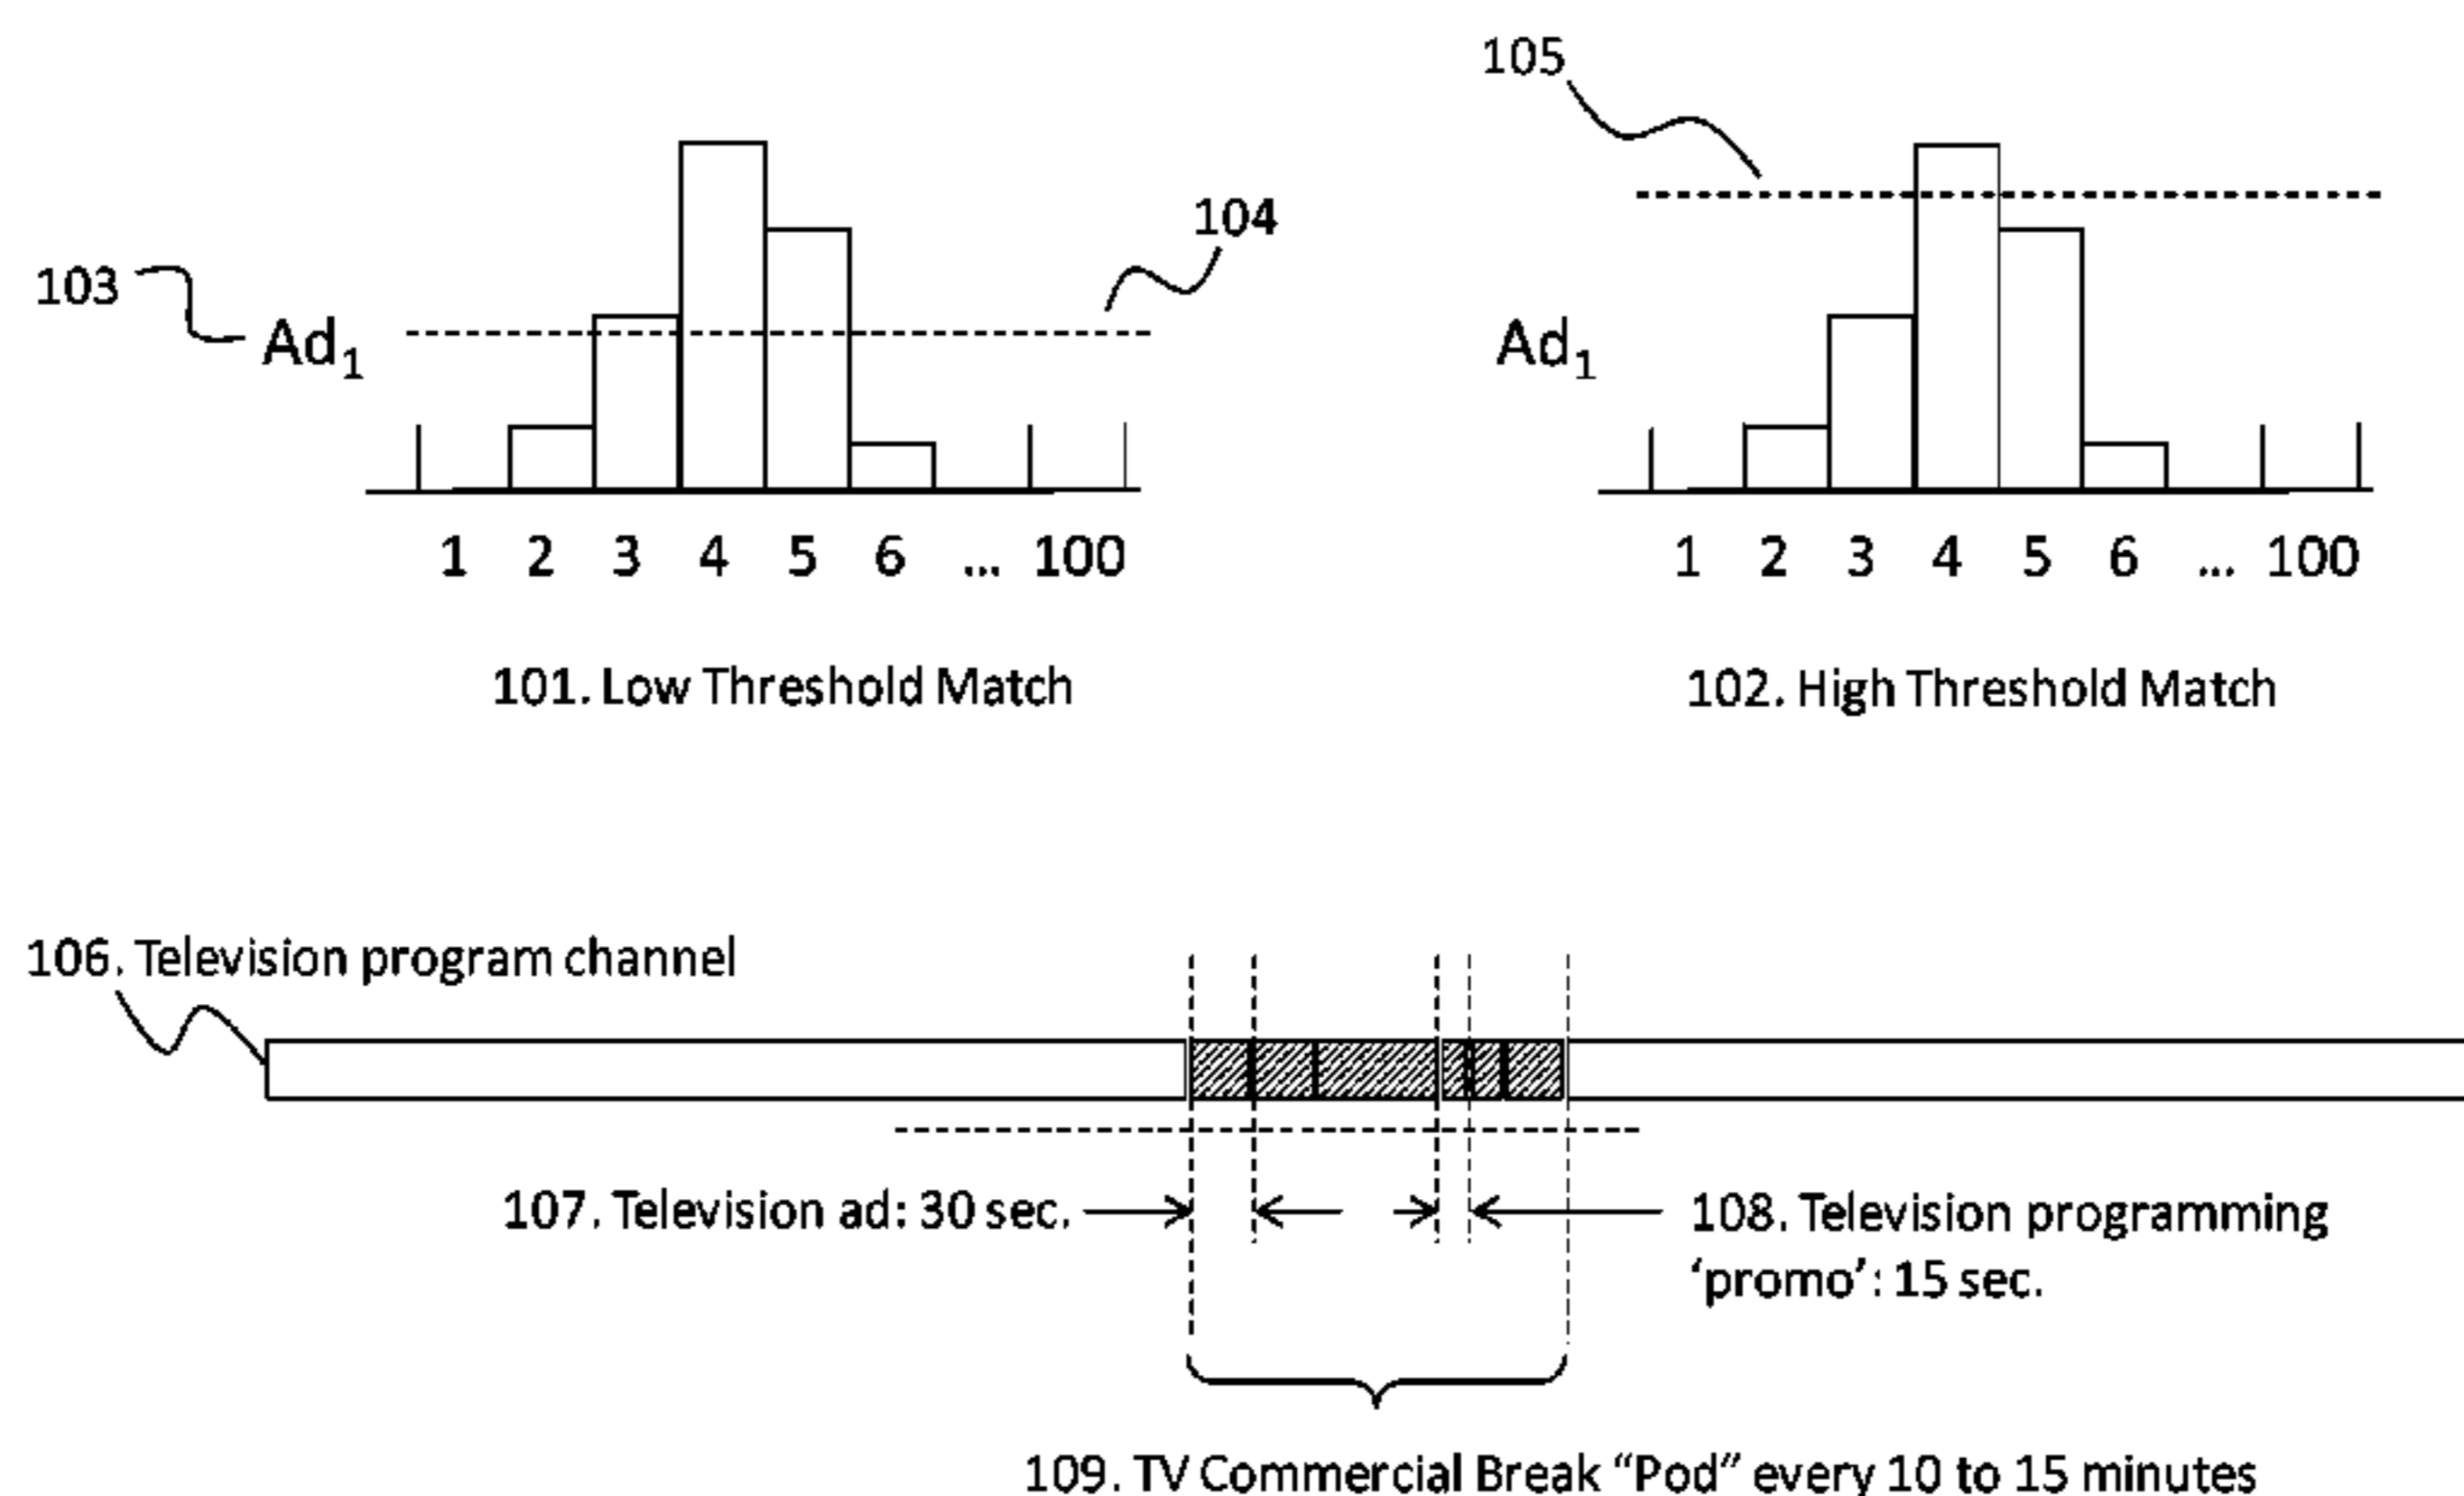 105
104
103
Ad1
Ad1
1 2 3 4 5 6 ... 100
1 2 3 4 5 6 ... 100
101. Low Threshold Match
102. High Threshold Match
106. Television program channel
107. Television ad: 30 sec.
108. Television programming
‘promo’: 15 sec.
109. TV Commercial Break “Pod” every 10 to 15 minutes